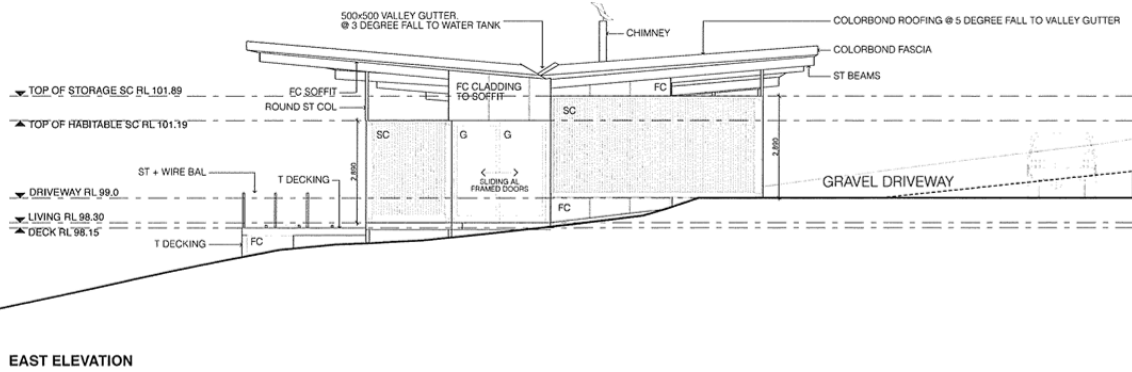 500x500 VALLEY GUTTER.
@ 3 DEGREE FALL TO WATER TANK
CHIMNEY
COLORBOND ROOFING @ 5 DEGREE FALL TO VALLEY GUTTER
COLORBOND FASCIA
ST BEAMS
FC SOFFIT
FC CLADDING
TO SOFFIT
FC
TOP OF STORAGE SC RL 101.89
ROUND ST COL
SC
TOP OF HABITABLE SC RL 101.19
SC
G
G
2,890
2,890
ST + WIRE BAL
T DECKING
SLIDING AL
FRAMED DOORS
GRAVEL DRIVEWAY
DRIVEWAY RL 99.0
FC
LIVING RL 98.30
DECK RL 98.15
T DECKING
FC
EAST ELEVATION